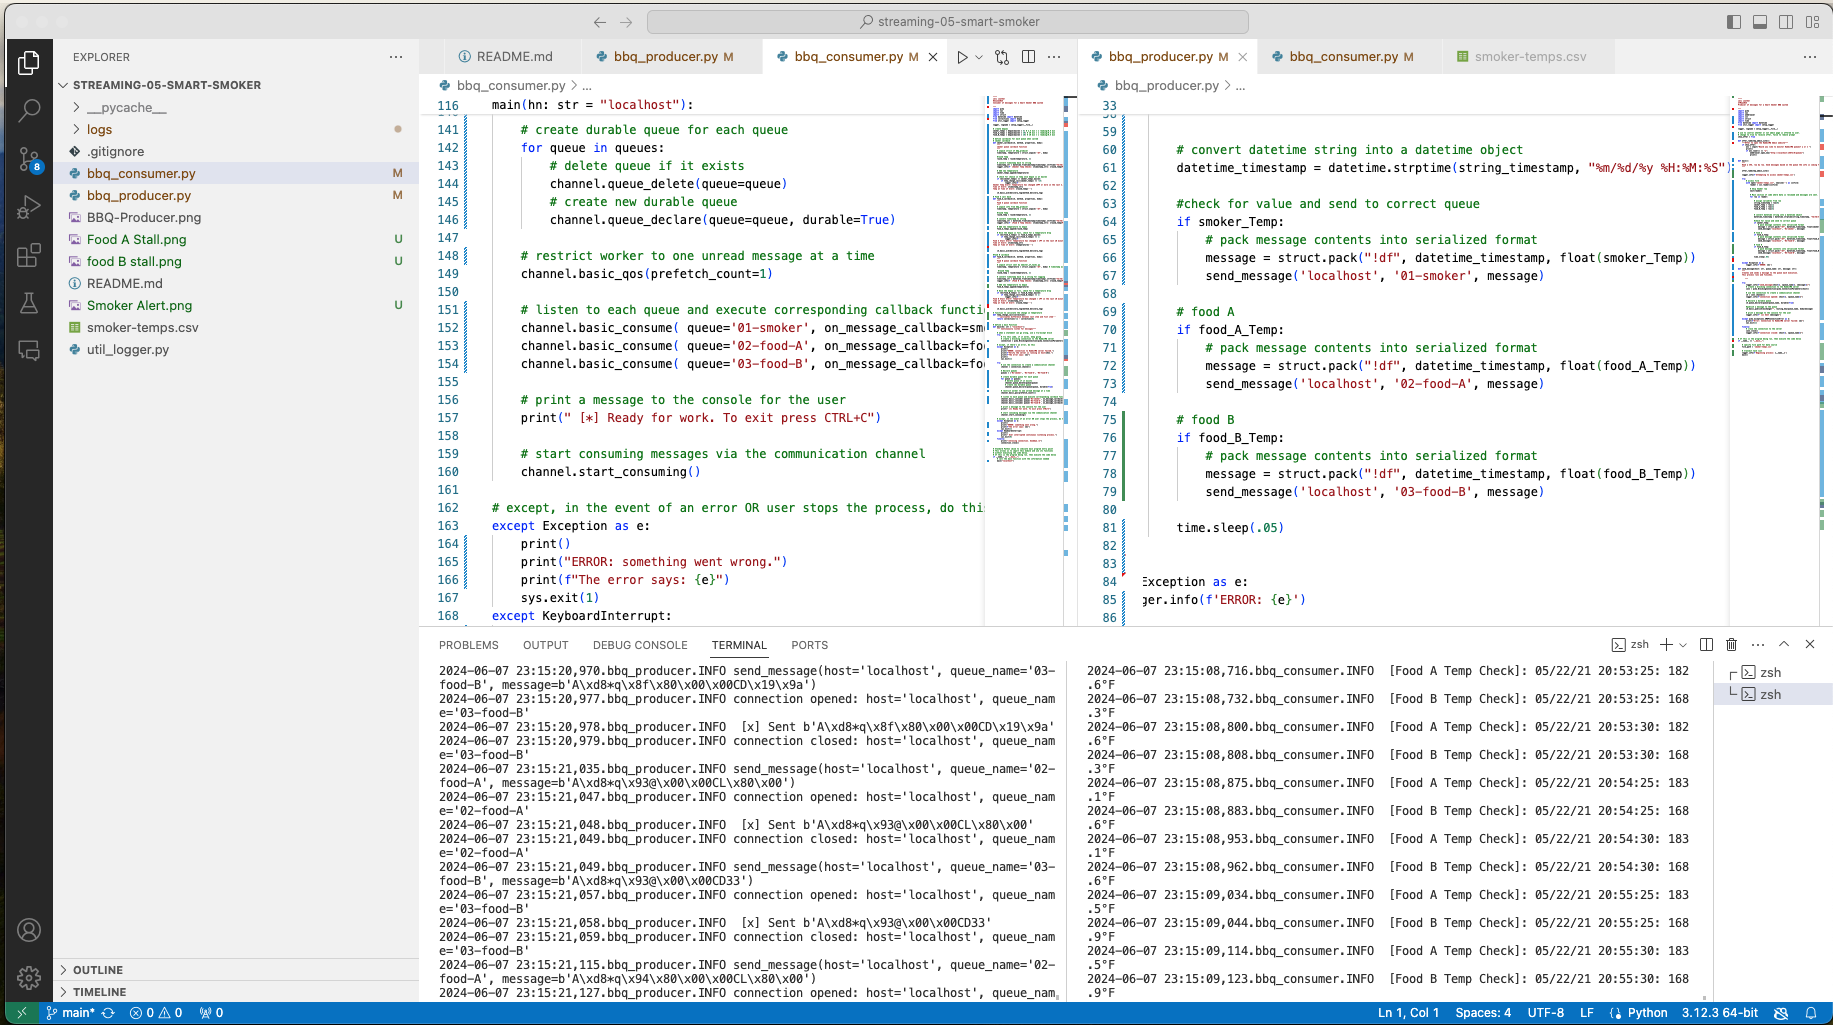 streaming-05-smart-smoker
EXPLORER
STREAMING-05-SMART-SMOKER
__pycache__
logs
.gitignore
bbq_consumer.py M
bbq_producer.py M
BBQ-Producer.png
Food A Stall.png U
food B stall.png U
README.md
Smoker Alert.png U
smoker-temps.csv
util_logger.py
OUTLINE
TIMELINE
8
README.md
bbq_producer.py M
bbq_consumer.py M
bbq_consumer.py > ...
116 main(hn: str = "localhost"):
141 # create durable queue for each queue
142 for queue in queues:
143 # delete queue if it exists
144 channel.queue_delete(queue=queue)
145 # create new durable queue
146 channel.queue_declare(queue=queue, durable=True)
147
148 # restrict worker to one unread message at a time
149 channel.basic_qos(prefetch_count=1)
150
151 # listen to each queue and execute corresponding callback functi
152 channel.basic_consume( queue='01-smoker', on_message_callback=sm
153 channel.basic_consume( queue='02-food-A', on_message_callback=fo
154 channel.basic_consume( queue='03-food-B', on_message_callback=fo
155
156 # print a message to the console for the user
157 print(" [*] Ready for work. To exit press CTRL+C")
158
159 # start consuming messages via the communication channel
160 channel.start_consuming()
161
162 # except, in the event of an error OR user stops the process, do thi
163 except Exception as e:
164 print()
165 print("ERROR: something went wrong.")
166 print(f"The error says: {e}")
167 sys.exit(1)
168 except KeyboardInterrupt:
bbq_producer.py M
bbq_consumer.py M
smoker-temps.csv
bbq_producer.py > ...
33
59
60 # convert datetime string into a datetime object
61 datetime_timestamp = datetime.strptime(string_timestamp, "%m/%d/%y %H:%M:%S")
62
63 #check for value and send to correct queue
64 if smoker_Temp:
65 # pack message contents into serialized format
66 message = struct.pack("!df", datetime_timestamp, float(smoker_Temp))
67 send_message('localhost', '01-smoker', message)
68
69 # food A
70 if food_A_Temp:
71 # pack message contents into serialized format
72 message = struct.pack("!df", datetime_timestamp, float(food_A_Temp))
73 send_message('localhost', '02-food-A', message)
74
75 # food B
76 if food_B_Temp:
77 # pack message contents into serialized format
78 message = struct.pack("!df", datetime_timestamp, float(food_B_Temp))
79 send_message('localhost', '03-food-B', message)
80
81 time.sleep(.05)
82
83
84 Exception as e:
85 ger.info(f'ERROR: {e}')
86
PROBLEMS OUTPUT DEBUG CONSOLE TERMINAL PORTS
zsh
2024-06-07 23:15:20,970.bbq_producer.INFO send_message(host='localhost', queue_name='03-
food-B', message=b'A\xd8*q\x8f\x80\x00\x00CD\x19\x9a')
2024-06-07 23:15:20,977.bbq_producer.INFO connection opened: host='localhost', queue_nam
e='03-food-B'
2024-06-07 23:15:20,978.bbq_producer.INFO  [x] Sent b'A\xd8*q\x8f\x80\x00\x00CD\x19\x9a'
2024-06-07 23:15:20,979.bbq_producer.INFO connection closed: host='localhost', queue_na
e='03-food-B'
2024-06-07 23:15:21,035.bbq_producer.INFO send_message(host='localhost', queue_name='02-
food-A', message=b'A\xd8*q\x93@\x00\x00CL\x80\x00')
2024-06-07 23:15:21,047.bbq_producer.INFO connection opened: host='localhost', queue_nam
e='02-food-A'
2024-06-07 23:15:21,048.bbq_producer.INFO  [x] Sent b'A\xd8*q\x93@\x00\x00CL\x80\x00'
2024-06-07 23:15:21,049.bbq_producer.INFO connection closed: host='localhost', queue_nam
e='02-food-A'
2024-06-07 23:15:21,049.bbq_producer.INFO send_message(host='localhost', queue_name='03-
food-B', message=b'A\xd8*q\x93@\x00\x00CD33')
2024-06-07 23:15:21,057.bbq_producer.INFO connection opened: host='localhost', queue_nam
e='03-food-B'
2024-06-07 23:15:21,058.bbq_producer.INFO  [x] Sent b'A\xd8*q\x93@\x00\x00CD33'
2024-06-07 23:15:21,059.bbq_producer.INFO connection closed: host='localhost', queue_nam
e='03-food-B'
2024-06-07 23:15:21,115.bbq_producer.INFO send_message(host='localhost', queue_name='02-
food-A', message=b'A\xd8*q\x94\x80\x00\x00CL\x80\x00')
2024-06-07 23:15:21,127.bbq_producer.INFO connection opened: host='localhost', queue_nam
2024-06-07 23:15:08,716.bbq_consumer.INFO  [Food A Temp Check]: 05/22/21 20:53:25: 182
.6°F
2024-06-07 23:15:08,732.bbq_consumer.INFO  [Food B Temp Check]: 05/22/21 20:53:25: 168
.3°F
2024-06-07 23:15:08,800.bbq_consumer.INFO  [Food A Temp Check]: 05/22/21 20:53:30: 182
.6°F
2024-06-07 23:15:08,808.bbq_consumer.INFO  [Food B Temp Check]: 05/22/21 20:53:30: 168
.3°F
2024-06-07 23:15:08,875.bbq_consumer.INFO  [Food A Temp Check]: 05/22/21 20:54:25: 183
.1°F
2024-06-07 23:15:08,883.bbq_consumer.INFO  [Food B Temp Check]: 05/22/21 20:54:25: 168
.6°F
2024-06-07 23:15:08,953.bbq_consumer.INFO  [Food A Temp Check]: 05/22/21 20:54:30: 183
.1°F
2024-06-07 23:15:08,962.bbq_consumer.INFO  [Food B Temp Check]: 05/22/21 20:54:30: 168
.6°F
2024-06-07 23:15:09,034.bbq_consumer.INFO  [Food A Temp Check]: 05/22/21 20:55:25: 183
.5°F
2024-06-07 23:15:09,044.bbq_consumer.INFO  [Food B Temp Check]: 05/22/21 20:55:25: 168
.9°F
2024-06-07 23:15:09,114.bbq_consumer.INFO  [Food A Temp Check]: 05/22/21 20:55:30: 183
.5°F
2024-06-07 23:15:09,123.bbq_consumer.INFO  [Food B Temp Check]: 05/22/21 20:55:30: 168
.9°F
zsh
zsh
main* 0 0 0
Ln 1, Col 1 Spaces: 4 UTF-8 LF Python 3.12.3 64-bit